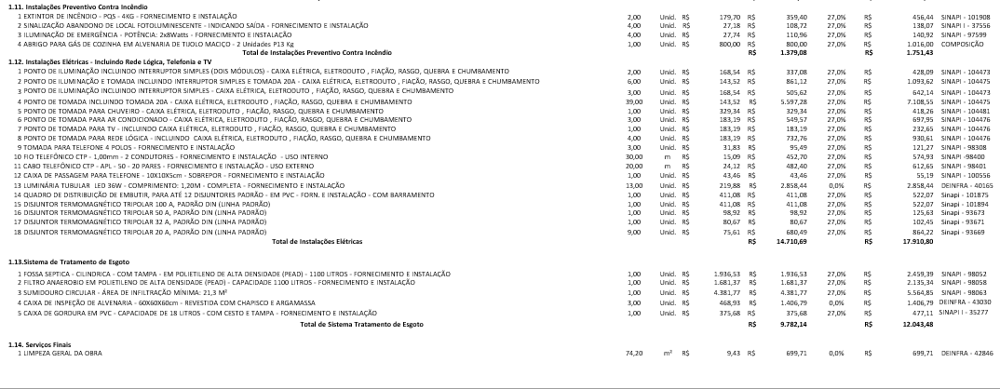 1.11. Instalações Preventivo Contra Incêndio
1 EXTINTOR DE INCÊNDIO - PQS - 4KG - FORNECIMENTO E INSTALAÇÃO 2,00 Unid. R$ 179,70 R$ 359,40 27,0% R$ 456,44 SINAPI - 101908
2 SINALIZAÇÃO ABANDONO DE LOCAL FOTOLUMINESCENTE - INDICANDO SAÍDA - FORNECIMENTO E INSTALAÇÃO 4,00 Unid. R$ 27,18 R$ 108,72 27,0% R$ 138,07 SINAPI I - 37556
3 ILUMINAÇÃO DE EMERGÊNCIA - POTÊNCIA: 2x8Watts - FORNECIMENTO E INSTALAÇÃO 4,00 Unid. R$ 27,74 R$ 110,96 27,0% R$ 140,92 SINAPI - 97599
4 ABRIGO PARA GÁS DE COZINHA EM ALVENARIA DE TIJOLO MACIÇO - 2 Unidades P13 Kg 1,00 Unid. R$ 800,00 R$ 800,00 27,0% R$ 1.016,00 COMPOSIÇÃO
Total de Instalações Preventivo Contra Incêndio R$ 1.379,08 R$ 1.751,43
1.12. Instalações Elétricas - Incluindo Rede Lógica, Telefonia e TV
1 PONTO DE ILUMINAÇÃO INCLUINDO INTERRUPTOR SIMPLES (DOIS MÓDULOS) - CAIXA ELÉTRICA, ELETRODUTO , FIAÇÃO, RASGO, QUEBRA E CHUMBAMENTO 2,00 Unid. R$ 168,54 R$ 337,08 27,0% R$ 428,09 SINAPI - 104473
2 PONTO DE ILUMINAÇÃO E TOMADA INCLUINDO INTERRUPTOR SIMPLES E TOMADA 20A - CAIXA ELÉTRICA, ELETRODUTO , FIAÇÃO, RASGO, QUEBRA E CHUMBAMENTO 6,00 Unid. R$ 143,52 R$ 861,12 27,0% R$ 1.093,62 SINAPI - 104475
3 PONTO DE ILUMINAÇÃO INCLUINDO INTERRUPTOR SIMPLES - CAIXA ELÉTRICA, ELETRODUTO , FIAÇÃO, RASGO, QUEBRA E CHUMBAMENTO 3,00 Unid. R$ 168,54 R$ 505,62 27,0% R$ 642,14 SINAPI - 104473
4 PONTO DE TOMADA INCLUINDO TOMADA 20A - CAIXA ELÉTRICA, ELETRODUTO , FIAÇÃO, RASGO, QUEBRA E CHUMBAMENTO 39,00 Unid. R$ 143,52 R$ 5.597,28 27,0% R$ 7.108,55 SINAPI - 104475
5 PONTO DE TOMADA PARA CHUVEIRO - CAIXA ELÉTRICA, ELETRODUTO , FIAÇÃO, RASGO, QUEBRA E CHUMBAMENTO 1,00 Unid. R$ 329,34 R$ 329,34 27,0% R$ 418,26 SINAPI - 104481
6 PONTO DE TOMADA PARA AR CONDICIONADO - CAIXA ELÉTRICA, ELETRODUTO , FIAÇÃO, RASGO, QUEBRA E CHUMBAMENTO 3,00 Unid. R$ 183,19 R$ 549,57 27,0% R$ 697,95 SINAPI - 104476
7 PONTO DE TOMADA PARA TV - INCLUINDO CAIXA ELÉTRICA, ELETRODUTO , FIAÇÃO, RASGO, QUEBRA E CHUMBAMENTO 1,00 Unid. R$ 183,19 R$ 183,19 27,0% R$ 232,65 SINAPI - 104476
8 PONTO DE TOMADA PARA REDE LÓGICA - INCLUINDO CAIXA ELÉTRICA, ELETRODUTO , FIAÇÃO, RASGO, QUEBRA E CHUMBAMENTO 4,00 Unid. R$ 183,19 R$ 732,76 27,0% R$ 930,61 SINAPI - 104476
9 TOMADA PARA TELEFONE 4 POLOS - FORNECIMENTO E INSTALAÇÃO 3,00 Unid. R$ 31,83 R$ 95,49 27,0% R$ 121,27 SINAPI - 98308
10 FIO TELEFÔNICO CTP - 1,00mm - 2 CONDUTORES - FORNECIMENTO E INSTALAÇÃO - USO INTERNO 30,00 m R$ 15,09 R$ 452,70 27,0% R$ 574,93 SINAPI -98400
11 CABO TELEFÔNICO CTP - APL - 50 - 20 PARES - FORNECIMENTO E INSTALAÇÃO - USO EXTERNO 20,00 m R$ 24,12 R$ 482,40 27,0% R$ 612,65 SINAPI - 98401
12 CAIXA DE PASSAGEM PARA TELEFONE - 10X10X5cm - SOBREPOR - FORNECIMENTO E INSTALAÇÃO 1,00 Unid. R$ 43,46 R$ 43,46 27,0% R$ 55,19 SINAPI - 100556
13 LUMINÁRIA TUBULAR LED 36W - COMPRIMENTO: 1,20M - COMPLETA - FORNECIMENTO E INSTALAÇÃO 13,00 Unid. R$ 219,88 R$ 2.858,44 0,0% R$ 2.858,44 DEINFRA - 40165
14 QUADRO DE DISTRIBUIÇÃO DE EMBUTIR, PARA ATÉ 12 DISJUNTORES PADRÃO - EM PVC - FORN. E INSTALAÇÃO - COM BARRAMENTO 1,00 Unid. R$ 411,08 R$ 411,08 27,0% R$ 522,07 Sinapi - 101875
15 DISJUNTOR TERMOMAGNÉTICO TRIPOLAR 100 A, PADRÃO DIN (LINHA PADRÃO) 1,00 Unid. R$ 411,08 R$ 411,08 27,0% R$ 522,07 Sinapi - 101894
16 DISJUNTOR TERMOMAGNÉTICO TRIPOLAR 50 A, PADRÃO DIN (LINHA PADRÃO) 1,00 Unid. R$ 98,92 R$ 98,92 27,0% R$ 125,63 Sinapi - 93673
17 DISJUNTOR TERMOMAGNÉTICO TRIPOLAR 32 A, PADRÃO DIN (LINHA PADRÃO) 1,00 Unid. R$ 80,67 R$ 80,67 27,0% R$ 102,45 Sinapi - 93671
18 DISJUNTOR TERMOMAGNÉTICO TRIPOLAR 20 A, PADRÃO DIN (LINHA PADRÃO) 9,00 Unid. R$ 75,61 R$ 680,49 27,0% R$ 864,22 Sinapi - 93669
Total de Instalações Elétricas R$ 14.710,69 R$ 17.910,80
1.13.Sistema de Tratamento de Esgoto
1 FOSSA SEPTICA - CILINDRICA - COM TAMPA - EM POLIETILENO DE ALTA DENSIDADE (PEAD) - 1100 LITROS - FORNECIMENTO E INSTALAÇÃO 1,00 Unid. R$ 1.936,53 R$ 1.936,53 27,0% R$ 2.459,39 SINAPI - 98052
2 FILTRO ANAEROBIO EM POLIETILENO DE ALTA DENSIDADE (PEAD) - CAPACIDADE 1100 LITROS - FORNECIMENTO E INSTALAÇÃO 1,00 Unid. R$ 1.681,37 R$ 1.681,37 27,0% R$ 2.135,34 SINAPI - 98058
3 SUMIDOURO CIRCULAR - ÁREA DE INFILTRAÇÃO MÍNIMA: 21,3 M² 1,00 Unid. R$ 4.381,77 R$ 4.381,77 27,0% R$ 5.564,85 SINAPI - 98063
4 CAIXA DE INSPEÇÃO DE ALVENARIA - 60X60X60cm - REVESTIDA COM CHAPISCO E ARGAMASSA 3,00 Unid. R$ 468,93 R$ 1.406,79 0,0% R$ 1.406,79 DEINFRA - 43030
5 CAIXA DE GORDURA EM PVC - CAPACIDADE DE 18 LITROS - COM CESTO E TAMPA - FORNECIMENTO E INSTALAÇÃO 1,00 Unid. R$ 375,68 R$ 375,68 27,0% R$ 477,11 SINAPI I - 35277
Total de Sistema Tratamento de Esgoto R$ 9.782,14 R$ 12.043,48
1.14. Serviços Finais
1 LIMPEZA GERAL DA OBRA 74,20 m² R$ 9,43 R$ 699,71 0,0% R$ 699,71 DEINFRA - 42846